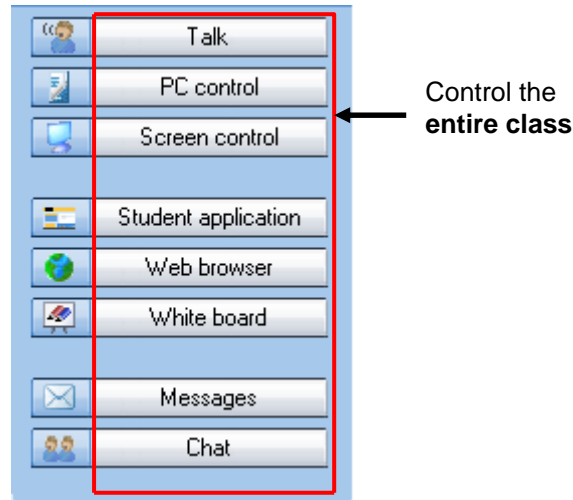 Talk
PC control
Screen control
Student application
Web browser
White board
Messages
Chat
Control the
entire class